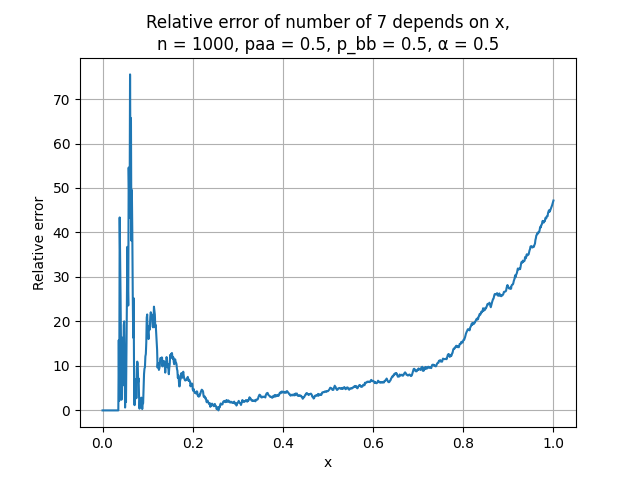 Relative error of number of 7 depends on x,
n = 1000, paa = 0.5, p_bb = 0.5, α = 0.5
Relative error
70
60
50
40
30
20
10
0
0.0 0.2 0.4 0.6 0.8 1.0
x